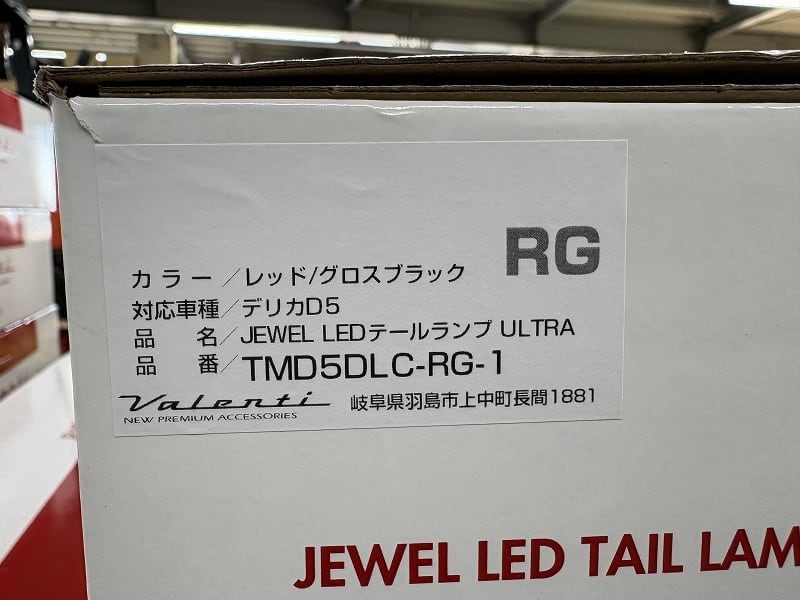 RG
カラー／レッド/グロスブラック
対応車種／デリカD5
品　名／JEWEL LEDテールランプ ULTRA
品　番／TMD5DLC-RG-1
Valenti
NEW PREMIUM ACCESSORIES
岐阜県羽島市上中町長間1881
JEWEL LED TAIL LAM